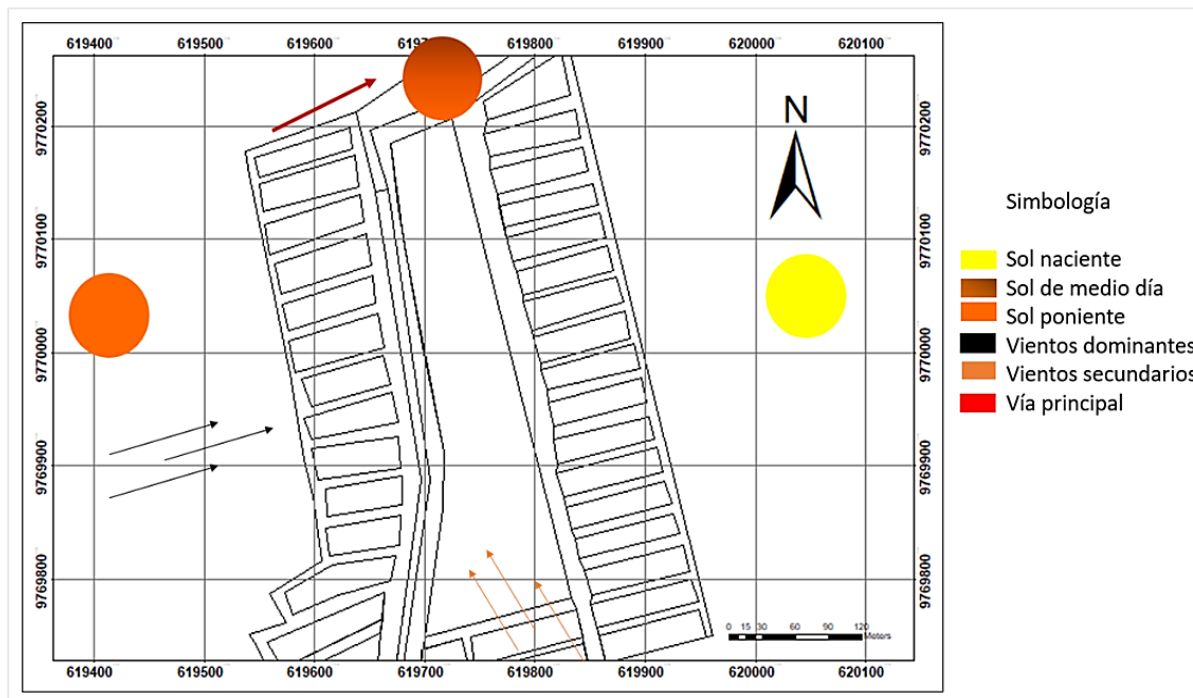 619400 619500 619600 619700 619800 619900 620000 620100
9770200
9770100
9770000
9769900
9769800
N
9770200
9770100
9770000
9769900
9769800
0 15 30 60 90 120
Meters
619400 619500 619600 619700 619800 619900 620000 620100
Simbología
Sol naciente
Sol de medio día
Sol poniente
Vientos dominantes
Vientos secundarios
Vía principal